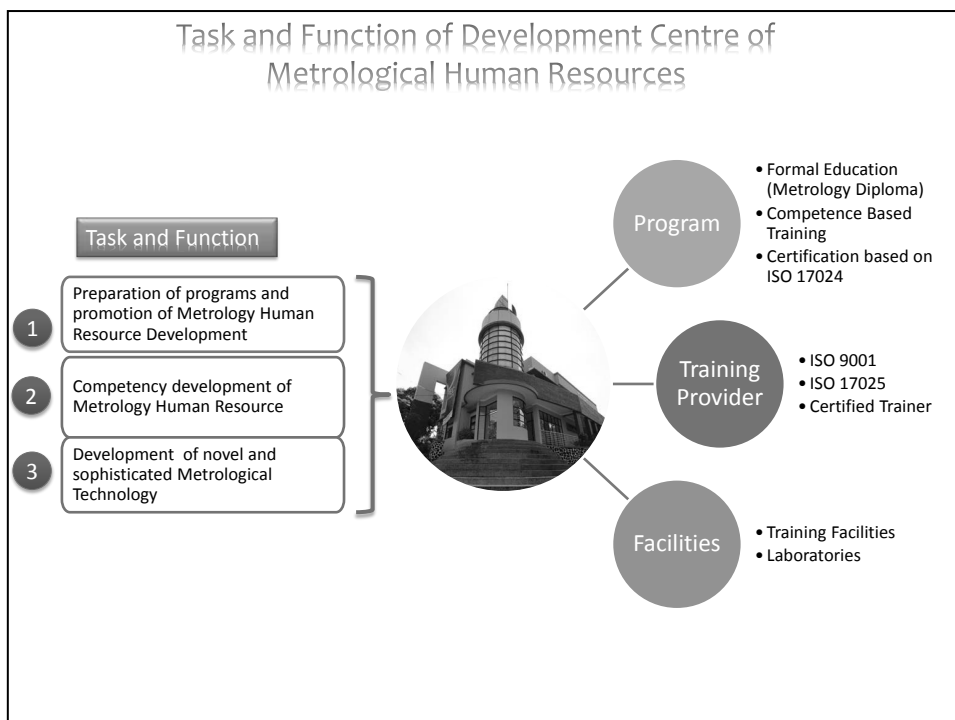 Task and Function of Development Centre of
Metrological Human Resources
Task and Function
1
Preparation of programs and
promotion of Metrology Human
Resource Development
2
Competency development of
Metrology Human Resource
3
Development of novel and
sophisticated Metrological
Technology
Program
• Formal Education
(Metrology Diploma)
• Competence Based
Training
• Certification based on
ISO 17024
Training
Provider
• ISO 9001
• ISO 17025
• Certified Trainer
Facilities
• Training Facilities
• Laboratories